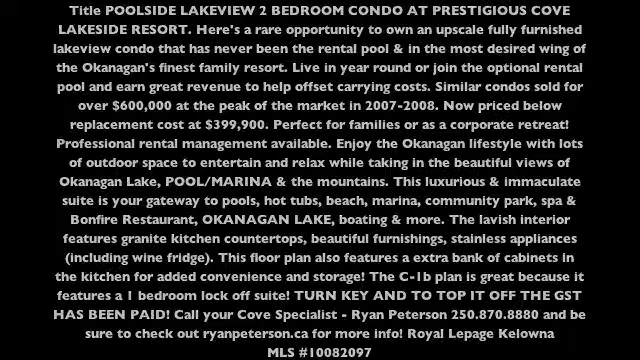 Title POOLSIDE LAKEVIEW 2 BEDROOM CONDO AT PRESTIGIOUS COVE
LAKESIDE RESORT. Here's a rare opportunity to own an upscale fully furnished
lakeview condo that has never been the rental pool & in the most desired wing of
the Okanagan's finest family resort. Live in year round or join the optional rental
pool and earn great revenue to help offset carrying costs. Similar condos sold for
over $600,000 at the peak of the market in 2007-2008. Now priced below
replacement cost at $399,900. Perfect for families or as a corporate retreat!
Professional rental management available. Enjoy the Okanagan lifestyle with lots
of outdoor space to entertain and relax while taking in the beautiful views of
Okanagan Lake, POOL/MARINA & the mountains. This luxurious & immaculate
suite is your gateway to pools, hot tubs, beach, marina, community park, spa &
Bonfire Restaurant, OKANAGAN LAKE, boating & more. The lavish interior
features granite kitchen countertops, beautiful furnishings, stainless appliances
(including wine fridge). This floor plan also features a extra bank of cabinets in
the kitchen for added convenience and storage! The C-1b plan is great because it
features a 1 bedroom lock off suite! TURN KEY AND TO TOP IT OFF THE GST
HAS BEEN PAID! Call your Cove Specialist - Ryan Peterson 250.870.8880 and be
sure to check out ryanpeterson.ca for more info! Royal Lepage Kelowna
MLS #10082097